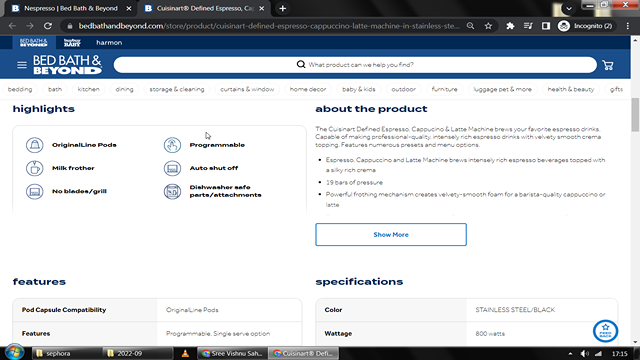 Nespresso | Bed Bath & Beyond
Cuisinart® Defined Espresso, Ca
bedbathandbeyond.com/store/product/cuisinart-defined-espresso-cappuccino-latte-machine-in-stainless-ste...
Incognito (2)
BED BATH &
BEYOND
BABY
harmon
BED BATH &
BEYOND
What product can we help you find?
bedding bath kitchen dining storage & cleaning curtains & window home decor baby & kids outdoor furniture luggage pet & more health & beauty gifts
highlights
OriginalLine Pods
Programmable
Milk frother
Auto shut off
No blades/grill
Dishwasher safe
parts/attachments
about the product
The Cuisinart Defined Espresso, Cappucino & Latte Machine brews your favorite espresso drinks.
Capable of making professional-quality, intensely rich espresso drinks with velvety smooth crema
topping. Features numerous presets and menu options.
• Espresso, Cappuccino and Latte Machine brews intensely rich espresso beverages topped with
a silky rich crema
• 19 bars of pressure
• Powerful frothing mechanism creates velvety-smooth foam for a barista-quality cappuccino or
latte
Show More
features
Pod Capsule Compatibility OriginalLine Pods
Features Programmable, Single serve option
specifications
Color STAINLESS STEEL/BLACK
Wattage 800 watts
FEED
BACK
sephora
2022-09
Sree Vishnu Sah...
Cuisinart® Defi...
17:15